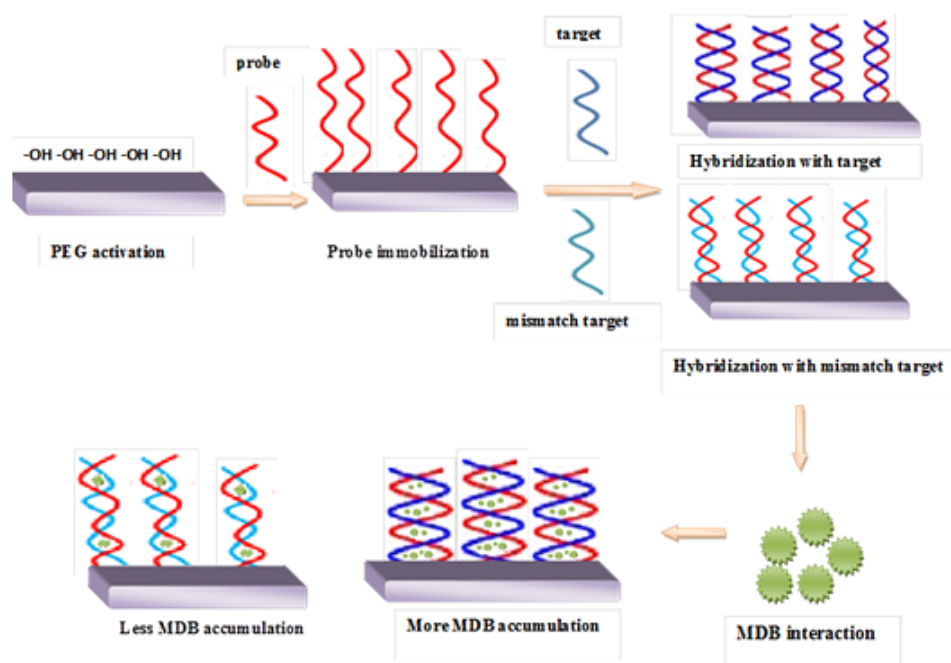 probe
target
-OH -OH -OH -OH -OH
PEG activation
Probe immobilization
Hybridization with target
mismatch target
Hybridization with mismatch target
Less MDB accumulation
More MDB accumulation
MDB interaction